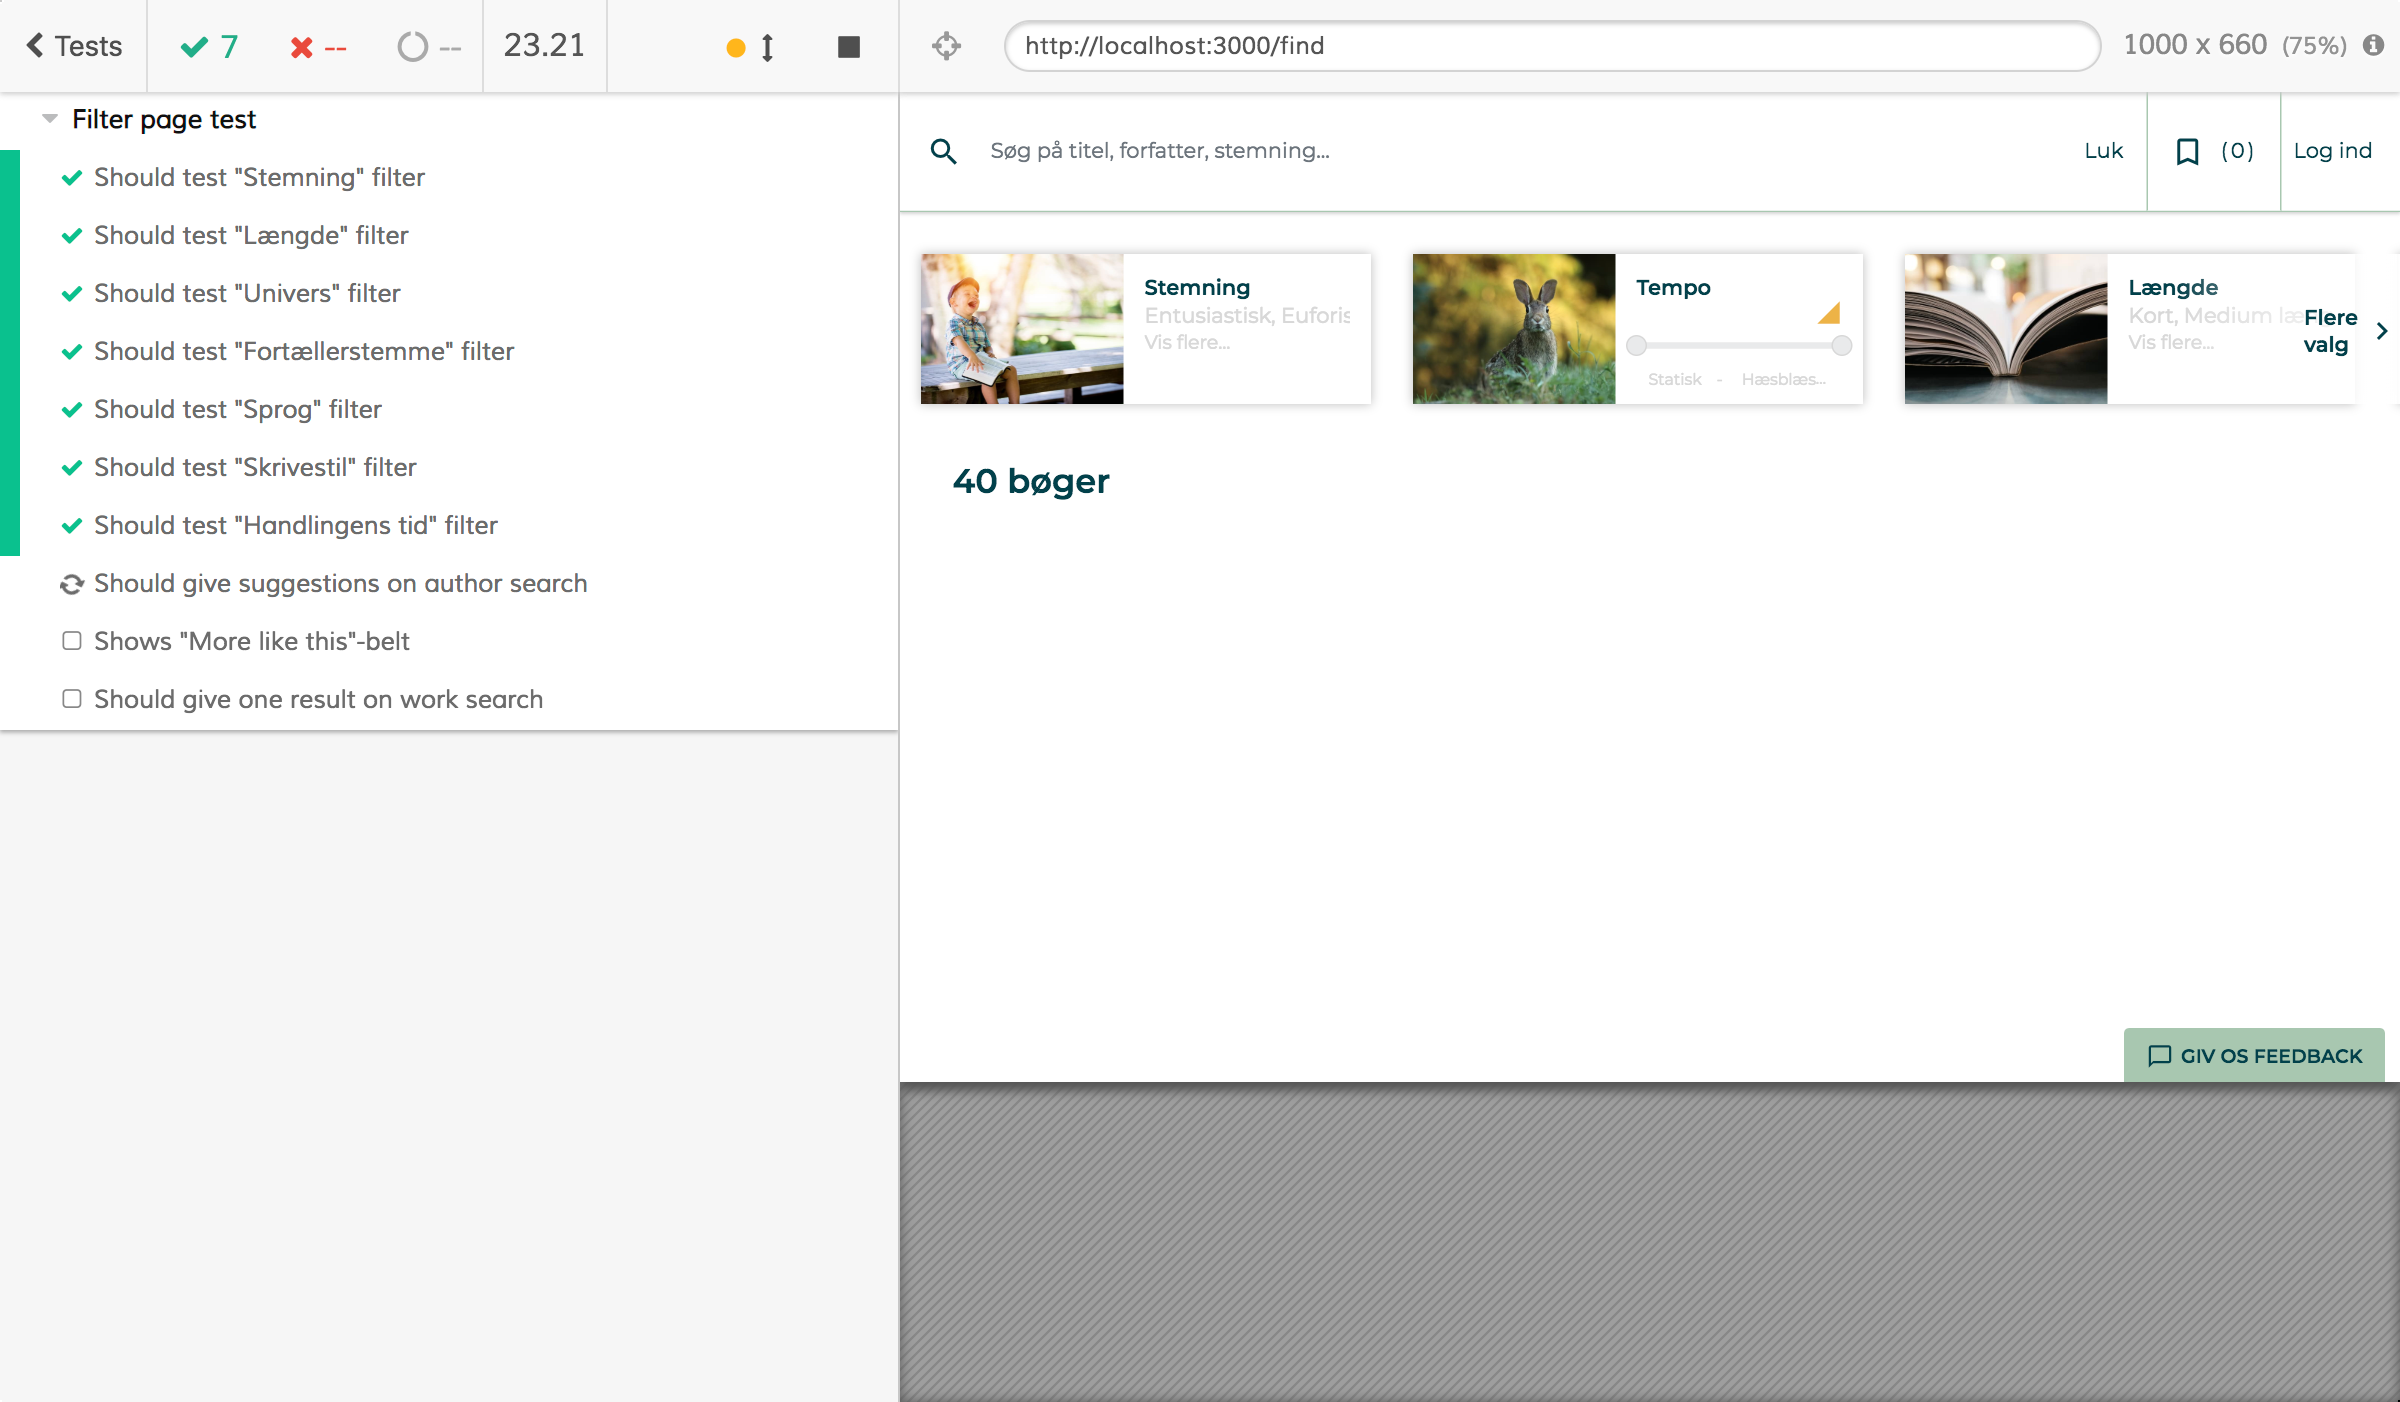 Tests
7
--
--
23.21
http://localhost:3000/find
1000 x 660 (75%)
Filter page test
Should test "Stemning" filter
Should test "Længde" filter
Should test "Univers" filter
Should test "Fortællerstemme" filter
Should test "Sprog" filter
Should test "Skrivestil" filter
Should test "Handlingens tid" filter
Should give suggestions on author search
Shows "More like this"-belt
Should give one result on work search
Søg på titel, forfatter, stemning...
Luk
(0)
Log ind
Stemning
Entusiastisk, Euforis
Vis flere...
Tempo
Statisk - Hæsblæs...
Længde
Kort, Medium læ
Vis flere...
Flere
valg
40 bøger
GIV OS FEEDBACK